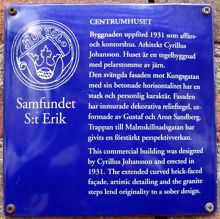 CENTRUMHUSET
Byggnaden uppförd 1931 som affärs-
och kontorshus. Arkitekt Cyrillus
Johansson. Huset är en tegelbyggnad
med pelarstomme av järn.
Den svängda fasaden mot Kungsgatan
med sin betonade horisontalitet har en
stark och personlig karaktär. Fasaden
har inmurade dekorativa reliefteget, ut-
formade av Gustaf och Aron Sandberg.
Trappan till Malmskillnadsgatan har
givits en förstärkt perspektivverkan.
This commercial building was designed
by Cyrillus Johansson and erected in
1931. The extended curved brick-faced
façade, artistic detailing and the granite
steps lend originality to a sober design.
Samfundet
S:t Erik